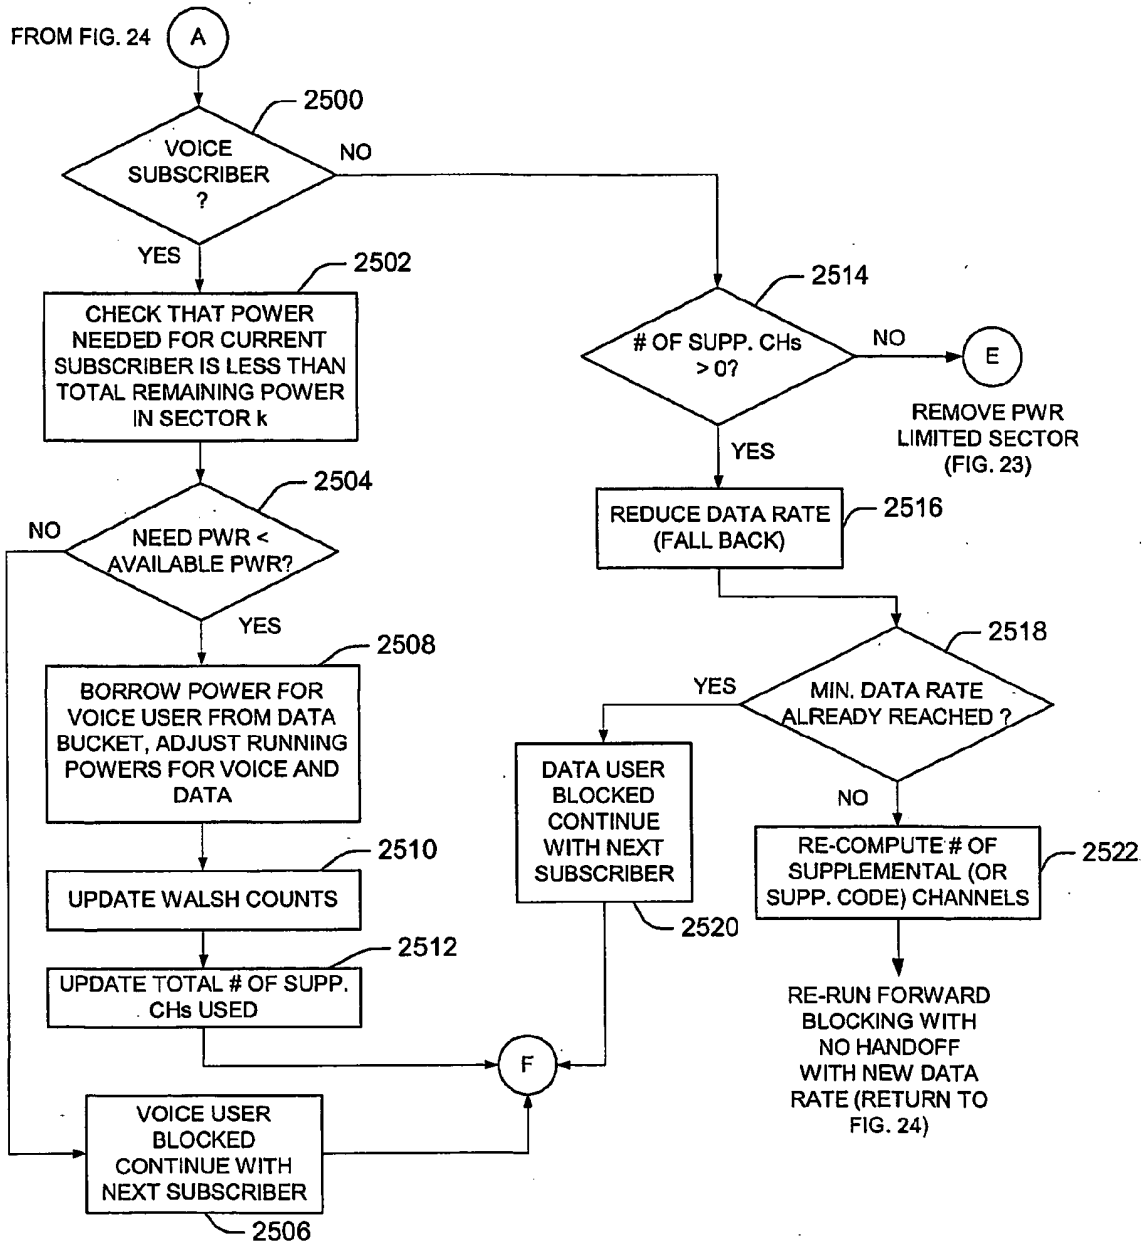 FROM FIG. 24
A
2500
VOICE
SUBSCRIBER
?
NO
YES
2502
CHECK THAT POWER
NEEDED FOR CURRENT
SUBSCRIBER IS LESS THAN
TOTAL REMAINING POWER
IN SECTOR k
2504
NO
NEED PWR <
AVAILABLE PWR?
YES
2508
BORROW POWER FOR
VOICE USER FROM DATA
BUCKET, ADJUST RUNNING
POWERS FOR VOICE AND
DATA
2510
UPDATE WALSH COUNTS
2512
UPDATE TOTAL # OF SUPP.
CHs USED
VOICE USER
BLOCKED
CONTINUE WITH
NEXT SUBSCRIBER
2506
F
2514
# OF SUPP. CHs
> 0?
NO
E
REMOVE PWR
LIMITED SECTOR
(FIG. 23)
YES
REDUCE DATA RATE
(FALL BACK)
2516
2518
YES
MIN. DATA RATE
ALREADY REACHED ?
NO
DATA USER
BLOCKED
CONTINUE
WITH NEXT
SUBSCRIBER
2520
RE-COMPUTE # OF
SUPPLEMENTAL (OR
SUPP. CODE) CHANNELS
2522
RE-RUN FORWARD
BLOCKING WITH
NO HANDOFF
WITH NEW DATA
RATE (RETURN TO
FIG. 24)